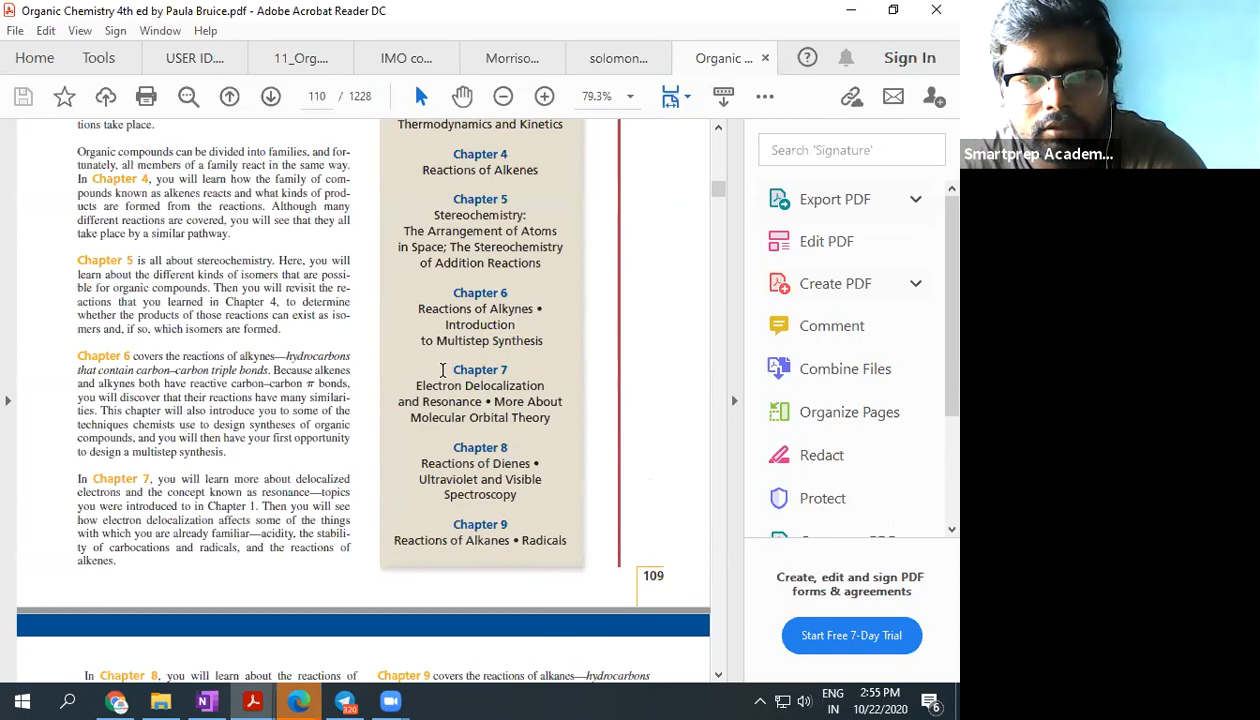 Organic Chemistry 4th ed by Paula Bruice.pdf - Adobe Acrobat Reader DC
File Edit View Sign Window Help
Home Tools USER ID.... 11_Org.... IMO co... Morriso... solomon... Organic ... × Sign In
110 / 1228 79.3%
tions take place.
Organic compounds can be divided into families, and for-
tunately, all members of a family react in the same way.
In Chapter 4, you will learn how the family of com-
pounds known as alkenes reacts and what kinds of prod-
ucts are formed from the reactions. Although many
different reactions are covered, you will see that they all
take place by a similar pathway.
Chapter 5 is all about stereochemistry. Here, you will
learn about the different kinds of isomers that are possi-
ble for organic compounds. Then you will revisit the re-
actions that you learned in Chapter 4, to determine
whether the products of those reactions can exist as iso-
mers and, if so, which isomers are formed.
Chapter 6 covers the reactions of alkynes—hydrocarbons
that contain carbon–carbon triple bonds. Because alkenes
and alkynes both have reactive carbon–carbon π bonds,
you will discover that their reactions have many similari-
ties. This chapter will also introduce you to some of the
techniques chemists use to design syntheses of organic
compounds, and you will then have your first opportunity
to design a multistep synthesis.
In Chapter 7, you will learn more about delocalized
electrons and the concept known as resonance—topics
you were introduced to in Chapter 1. Then you will see
how electron delocalization affects some of the things
with which you are already familiar—acidity, the stabili-
ty of carbocations and radicals, and the reactions of
alkenes.
Thermodynamics and Kinetics
Chapter 4
Reactions of Alkenes
Chapter 5
Stereochemistry:
The Arrangement of Atoms
in Space; The Stereochemistry
of Addition Reactions
Chapter 6
Reactions of Alkynes •
Introduction
to Multistep Synthesis
Chapter 7
Electron Delocalization
and Resonance • More About
Molecular Orbital Theory
Chapter 8
Reactions of Dienes •
Ultraviolet and Visible
Spectroscopy
Chapter 9
Reactions of Alkanes • Radicals
109
In Chapter 8, you will learn about the reactions of
Chapter 9 covers the reactions of alkanes—hydrocarbons
Search 'Signature'
Export PDF
Edit PDF
Create PDF
Comment
Combine Files
Organize Pages
Redact
Protect
Create, edit and sign PDF
forms & agreements
Start Free 7-Day Trial
Smartprep Academ...
320
ENG
IN
2:55 PM
10/22/2020
6